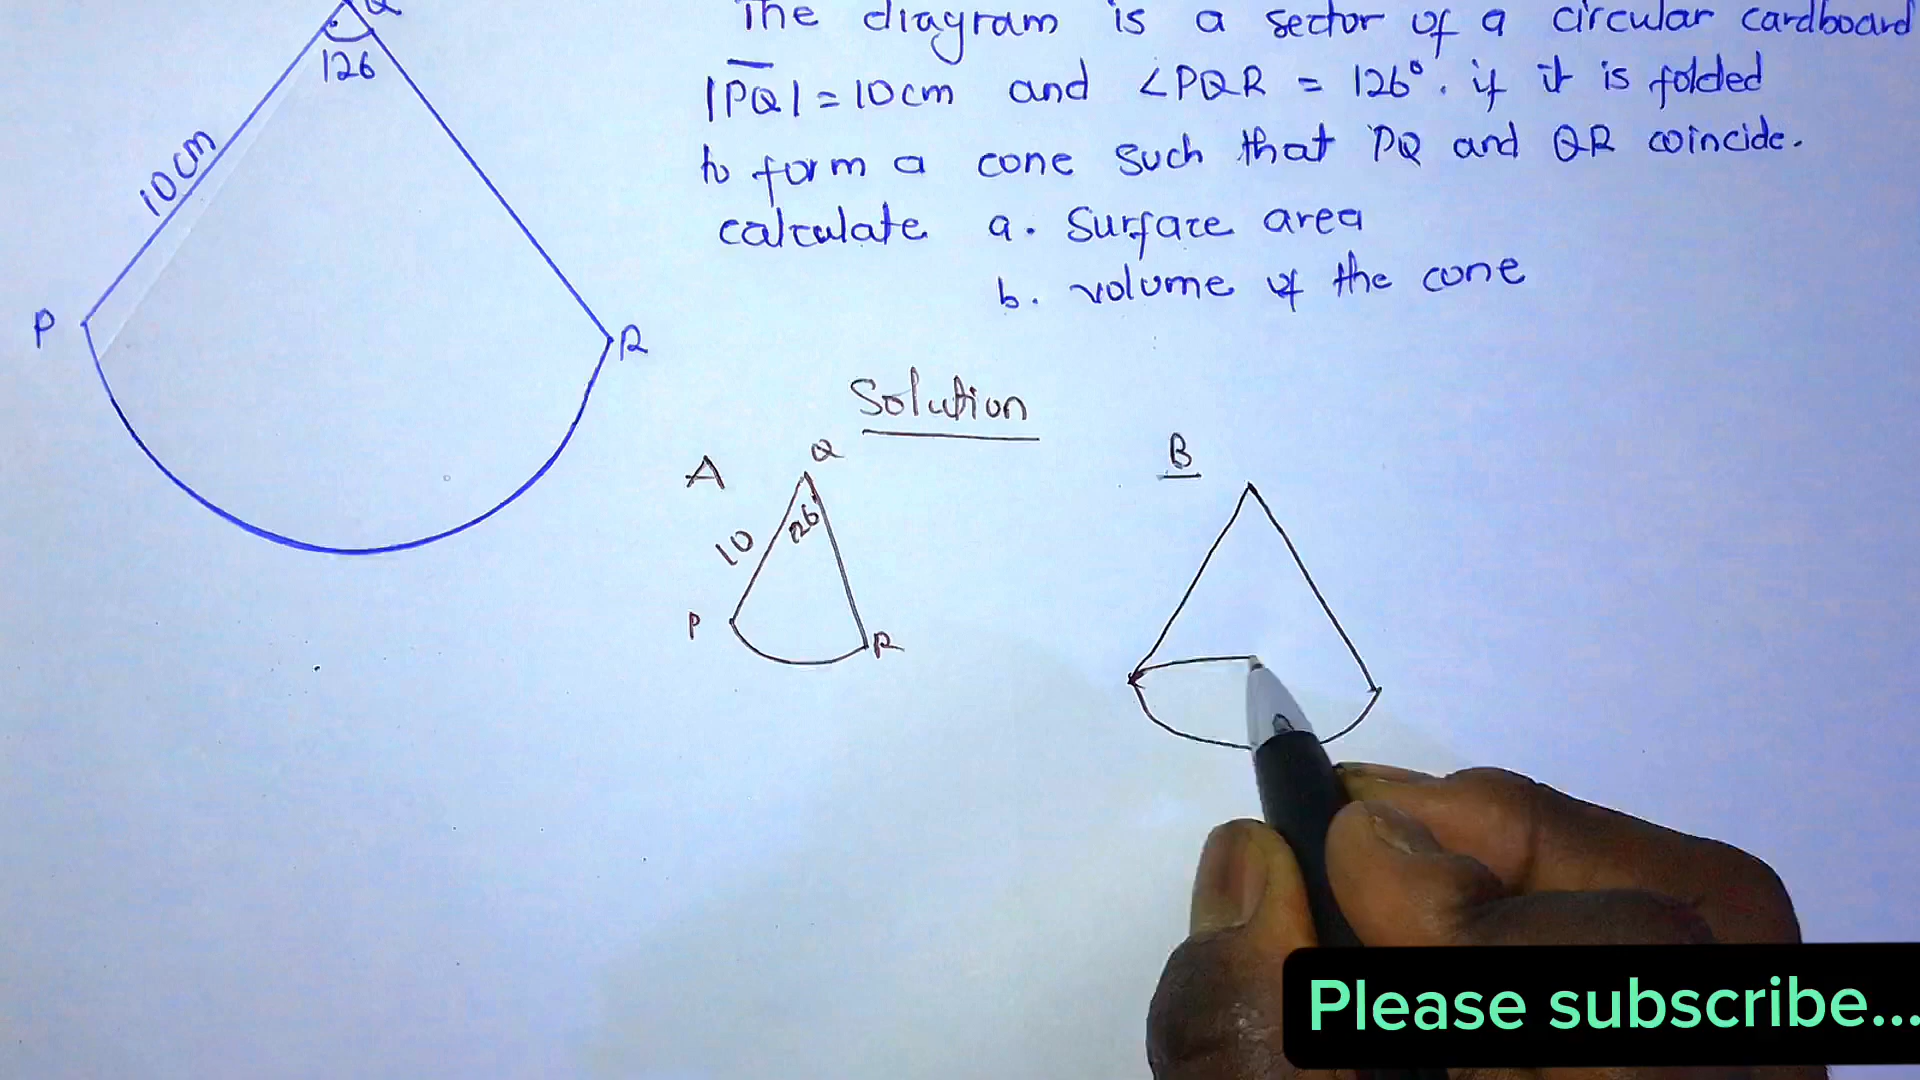 Q
126
10cm
P
R
The diagram is a sector of a circular cardboard
|PQ| = 10cm and ∠PQR = 126°. if it is folded
to form a cone such that PQ and QR coincide.
calculate a. Surface area
b. volume of the cone
Solution
A
Q
126
10
P
R
B
Please subscribe...